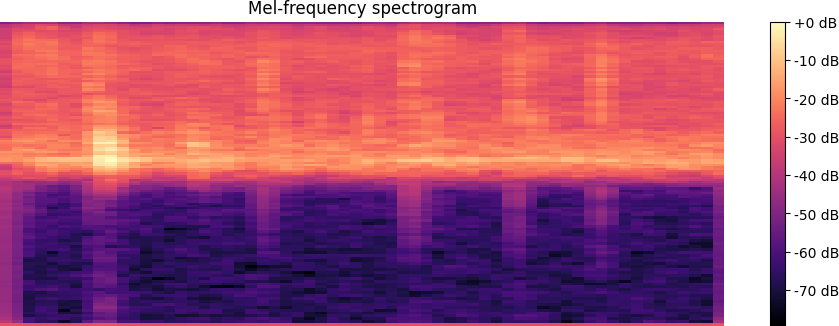 Mel-frequency spectrogram
+0 dB
-10 dB
-20 dB
-30 dB
-40 dB
-50 dB
-60 dB
-70 dB